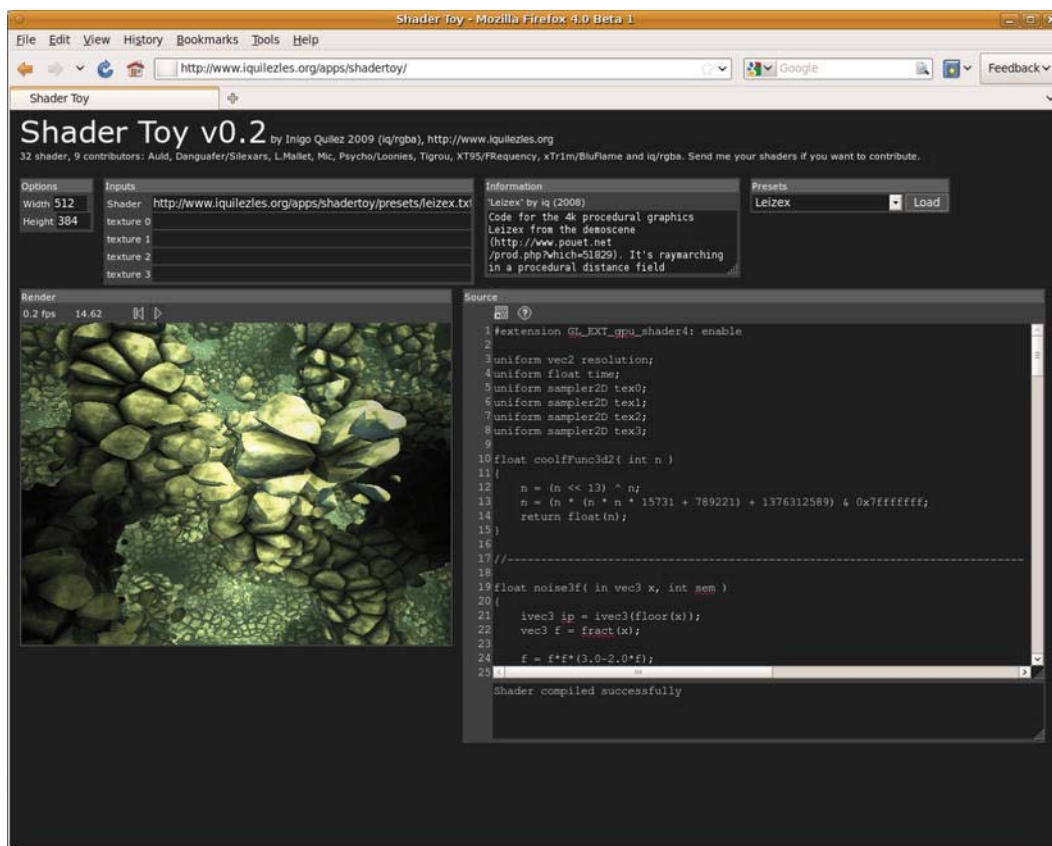 Shader Toy - Mozilla Firefox 4.0 Beta 1
File Edit View History Bookmarks Tools Help
http://www.iquilezles.org/apps/shadertoy/
Google
Feedback
Shader Toy
Shader Toy v0.2 by Inigo Quilez 2009 (iq/rgba), http://www.iquilezles.org
32 shader, 9 contributors: Auld, Danguafer/Silexars, L.Mallet, Mic, Psycho/Loonies, Tigrou, XT95/FRequency, xTr1m/BluFlame and iq/rgba. Send me your shaders if you want to contribute.
Options
Width 512
Height 384
Inputs
Shader http://www.iquilezles.org/apps/shadertoy/presets/leizex.txt
texture 0
texture 1
texture 2
texture 3
Information
'Leizex' by iq (2008)
Code for the 4k procedural graphics
Leizex from the demoscene
(http://www.pouet.net
/prod.php?which=51829). It's raymarching
in a procedural distance field
Presets
Leizex Load
Render
0.2 fps 14.62
Source
1 #extension GL_EXT_gpu_shader4: enable
2
3 uniform vec2 resolution;
4 uniform float time;
5 uniform sampler2D tex0;
6 uniform sampler2D tex1;
7 uniform sampler2D tex2;
8 uniform sampler2D tex3;
9
10 float coolfFunc3d2( int n )
11 {
12 n = (n << 13) ^ n;
13 n = (n * (n * n * 15731 + 789221) + 1376312589) & 0x7fffffff;
14 return float(n);
15 }
16
17 //--------------------------------------------------------------------------------
18
19 float noise3f( in vec3 x, int sem )
20 {
21 ivec3 ip = ivec3(floor(x));
22 vec3 f = fract(x);
23
24 f = f*f*(3.0-2.0*f);
25
Shader compiled successfully